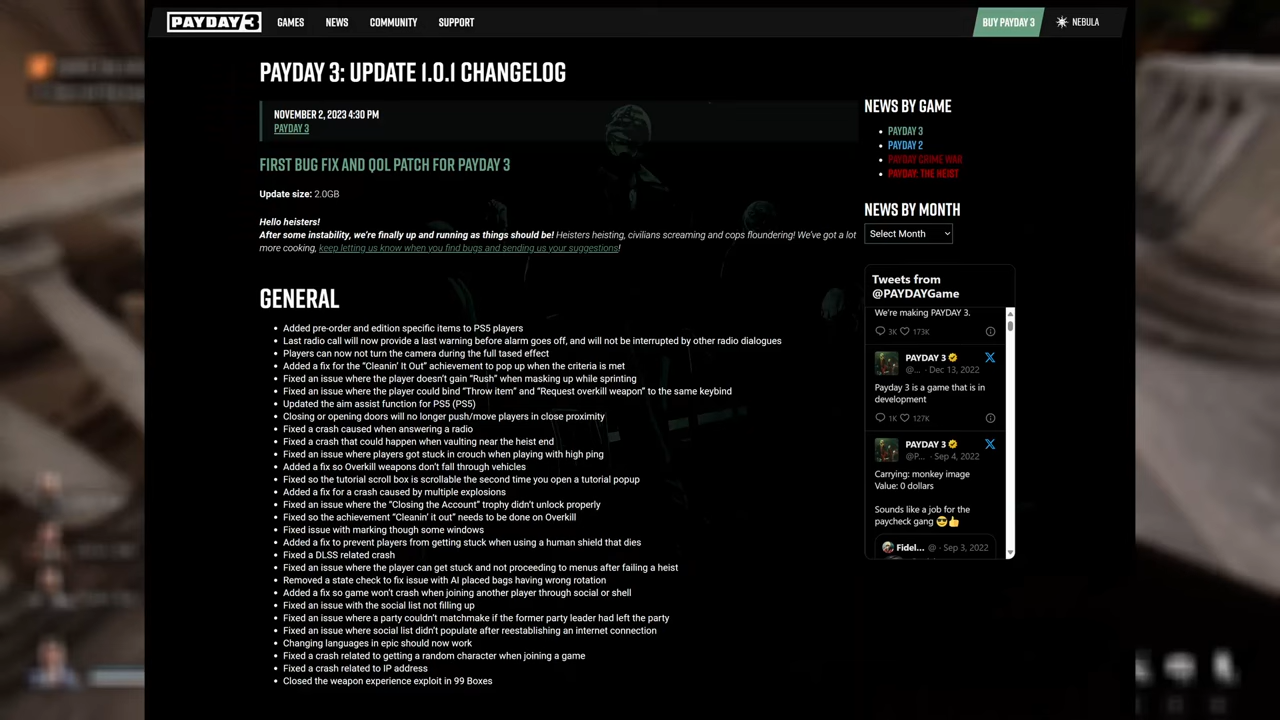 PAYDAY 3
GAMES
NEWS
COMMUNITY
SUPPORT
BUY PAYDAY 3
NEBULA
PAYDAY 3: UPDATE 1.0.1 CHANGELOG
NOVEMBER 2, 2023 4:30 PM
PAYDAY 3
FIRST BUG FIX AND QOL PATCH FOR PAYDAY 3
Update size: 2.0GB
Hello heisters!
After some instability, we're finally up and running as things should be! Heisters heisting, civilians screaming and cops floundering! We've got a lot
more cooking, keep letting us know when you find bugs and sending us your suggestions!
GENERAL
• Added pre-order and edition specific items to PS5 players
• Last radio call will now provide a last warning before alarm goes off, and will not be interrupted by other radio dialogues
• Players can now not turn the camera during the full tased effect
• Added a fix for the “Cleanin’ It Out” achievement to pop up when the criteria is met
• Fixed an issue where the player doesn’t gain “Rush” when masking up while sprinting
• Fixed an issue where the player could bind “Throw item” and “Request overkill weapon” to the same keybind
• Updated the aim assist function for PS5 (PS5)
• Closing or opening doors will no longer push/move players in close proximity
• Fixed a crash caused when answering a radio
• Fixed a crash that could happen when vaulting near the heist end
• Fixed an issue where players got stuck in crouch when playing with high ping
• Added a fix so Overkill weapons don’t fall through vehicles
• Fixed so the tutorial scroll box is scrollable the second time you open a tutorial popup
• Added a fix for a crash caused by multiple explosions
• Fixed an issue where the “Closing the Account” trophy didn’t unlock properly
• Fixed so the achievement “Cleanin’ it out” needs to be done on Overkill
• Fixed issue with marking though some windows
• Added a fix to prevent players from getting stuck when using a human shield that dies
• Fixed a DLSS related crash
• Fixed an issue where the player can get stuck and not proceeding to menus after failing a heist
• Removed a state check to fix issue with AI placed bags having wrong rotation
• Added a fix so game won’t crash when joining another player through social or shell
• Fixed an issue with the social list not filling up
• Fixed an issue where a party couldn’t matchmake if the former party leader had left the party
• Fixed an issue where social list didn’t populate after reestablishing an internet connection
• Changing languages in epic should now work
• Fixed a crash related to getting a random character when joining a game
• Fixed a crash related to IP address
• Closed the weapon experience exploit in 99 Boxes
NEWS BY GAME
• PAYDAY 3
• PAYDAY 2
• PAYDAY CRIME WAR
• PAYDAY: THE HEIST
NEWS BY MONTH
Select Month
Tweets from
@PAYDAYGame
We're making PAYDAY 3.
3K 173K
PAYDAY 3
@... · Dec 13, 2022
Payday 3 is a game that is in
development
1K 127K
PAYDAY 3
@P... · Sep 4, 2022
Carrying: monkey image
Value: 0 dollars
Sounds like a job for the
paycheck gang 😎👍
Fidel... @ · Sep 3, 2022